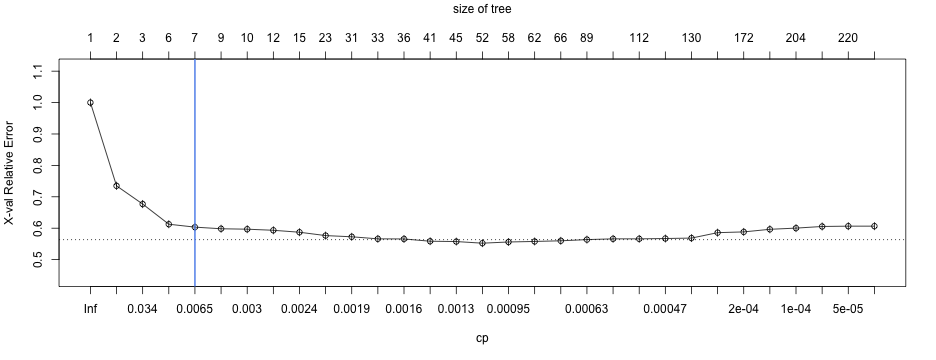 size of tree
1 2 3 6 7 9 10 12 15 23 31 33 36 41 45 52 58 62 66 89 112 130 172 204 220
X-val Relative Error
1.1
1.0
0.9
0.8
0.7
0.6
0.5
Inf 0.034 0.0065 0.003 0.0024 0.0019 0.0016 0.0013 0.00095 0.00063 0.00047 2e-04 1e-04 5e-05
cp